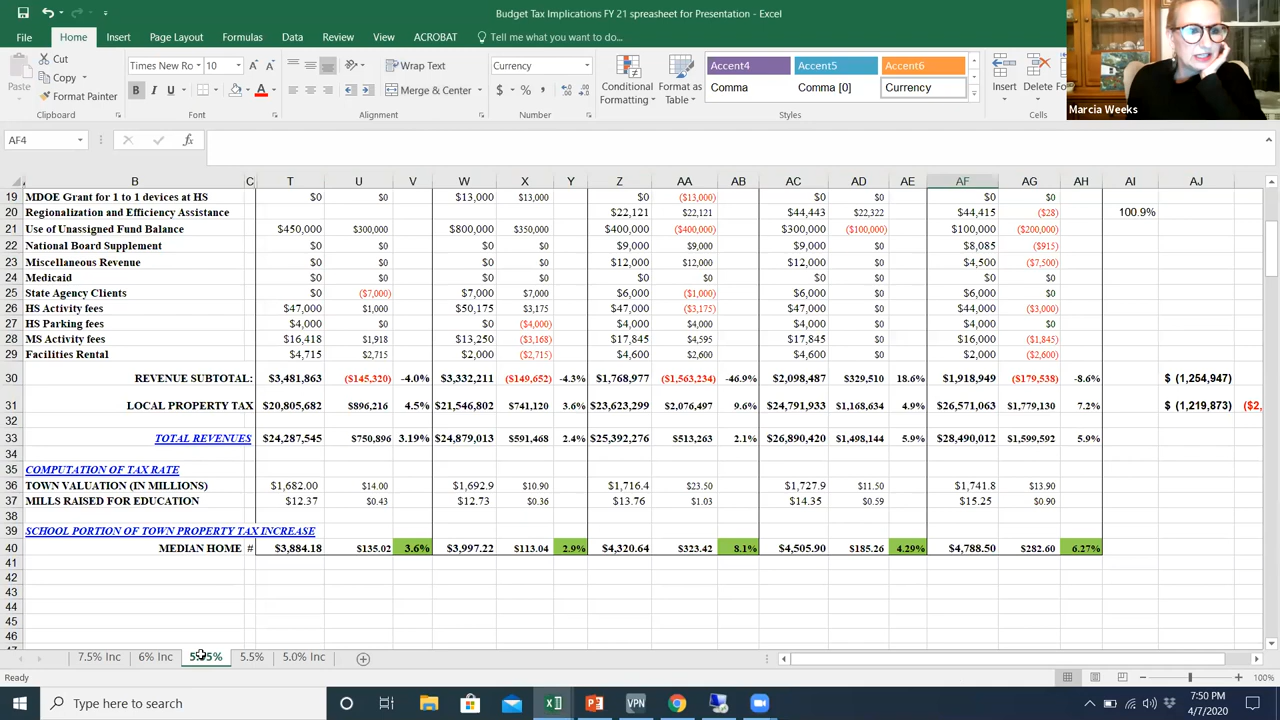 Budget Tax Implications FY 21 spreasheet for Presentation - Excel
File Home Insert Page Layout Formulas Data Review View ACROBAT Tell me what you want to do...
Cut
Copy
Format Painter
Paste
Clipboard
Times New Ro 10
B I U
Font
Wrap Text
Merge & Center
Alignment
Currency
$ % ,
Number
Conditional Formatting
Format as Table
Accent4 Accent5 Accent6
Comma Comma [0] Currency
Styles
Insert Delete
Cells
Marcia Weeks
AF4 fx
B C T U V W X Y Z AA AB AC AD AE AF AG AH AI AJ
19 MDOE Grant for 1 to 1 devices at HS $0 $0 $13,000 $13,000 $0 ($13,000) $0 $0 $0 $0
20 Regionalization and Efficiency Assistance $22,121 $22,121 $44,443 $22,322 $44,415 ($28) 100.9%
21 Use of Unassigned Fund Balance $450,000 $300,000 $800,000 $350,000 $400,000 ($400,000) $300,000 ($100,000) $100,000 ($200,000)
22 National Board Supplement $0 $0 $0 $0 $9,000 $9,000 $9,000 $0 $8,085 ($915)
23 Miscellaneous Revenue $0 $0 $0 $0 $12,000 $12,000 $12,000 $0 $4,500 ($7,500)
24 Medicaid $0 $0 $0 $0 $0 $0 $0 $0 $0 $0
25 State Agency Clients $0 ($7,000) $7,000 $7,000 $6,000 ($1,000) $6,000 $0 $6,000 $0
26 HS Activity fees $47,000 $1,000 $50,175 $3,175 $47,000 ($3,175) $47,000 $0 $44,000 ($3,000)
27 HS Parking fees $4,000 $0 $0 ($4,000) $4,000 $4,000 $4,000 $0 $4,000 $0
28 MS Activity fees $16,418 $1,918 $13,250 ($3,168) $17,845 $4,595 $17,845 $0 $16,000 ($1,845)
29 Facilities Rental $4,715 $2,715 $2,000 ($2,715) $4,600 $2,600 $4,600 $0 $2,000 ($2,600)
30 REVENUE SUBTOTAL: $3,481,863 ($145,320) -4.0% $3,332,211 ($149,652) -4.3% $1,768,977 ($1,563,234) -46.9% $2,098,487 $329,510 18.6% $1,918,949 ($179,538) -8.6% $ (1,254,947)
31 LOCAL PROPERTY TAX $20,805,682 $896,216 4.5% $21,546,802 $741,120 3.6% $23,623,299 $2,076,497 9.6% $24,791,933 $1,168,634 4.9% $26,571,063 $1,779,130 7.2% $ (1,219,873) ($2,
32
33 TOTAL REVENUES $24,287,545 $750,896 3.19% $24,879,013 $591,468 2.4% $25,392,276 $513,263 2.1% $26,890,420 $1,498,144 5.9% $28,490,012 $1,599,592 5.9%
34
35 COMPUTATION OF TAX RATE
36 TOWN VALUATION (IN MILLIONS) $1,682.00 $14.00 $1,692.9 $10.90 $1,716.4 $23.50 $1,727.9 $11.50 $1,741.8 $13.90
37 MILLS RAISED FOR EDUCATION $12.37 $0.43 $12.73 $0.36 $13.76 $1.03 $14.35 $0.59 $15.25 $0.90
38
39 SCHOOL PORTION OF TOWN PROPERTY TAX INCREASE
40 MEDIAN HOME # $3,884.18 $135.02 3.6% $3,997.22 $113.04 2.9% $4,320.64 $323.42 8.1% $4,505.90 $185.26 4.29% $4,788.50 $282.60 6.27%
41
42
43
44
45
46
7.5% Inc 6% Inc 5.5% 5.0% Inc
Ready 100%
Type here to search
VPN
7:50 PM
4/7/2020